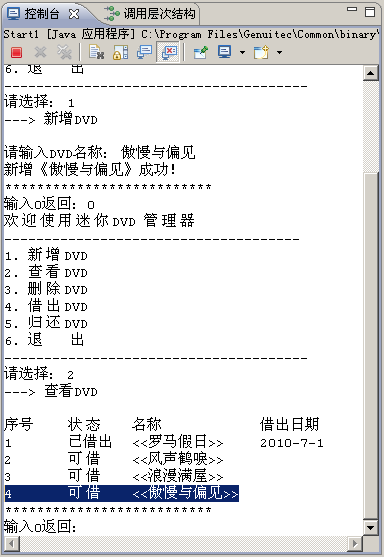 控制台 调用层次结构
Start1 [Java 应用程序] C:\Program Files\Genuitec\Common\binary\
6. 退 出
--------------------------------------
请选择: 1
---> 新增DVD
请输入DVD名称: 傲慢与偏见
新增《傲慢与偏见》成功!
**************************
输入0返回: 0
欢迎使用迷你DVD 管理器
-------------------------------------
1. 新增DVD
2. 查看DVD
3. 删除DVD
4. 借出DVD
5. 归还DVD
6. 退 出
--------------------------------------
请选择: 2
---> 查看DVD
序号 状态 名称 借出日期
1 已借出 <<罗马假日>> 2010-7-1
2 可借 <<风声鹤唳>>
3 可借 <<浪漫满屋>>
4 可借 <<傲慢与偏见>>
**************************
输入0返回: